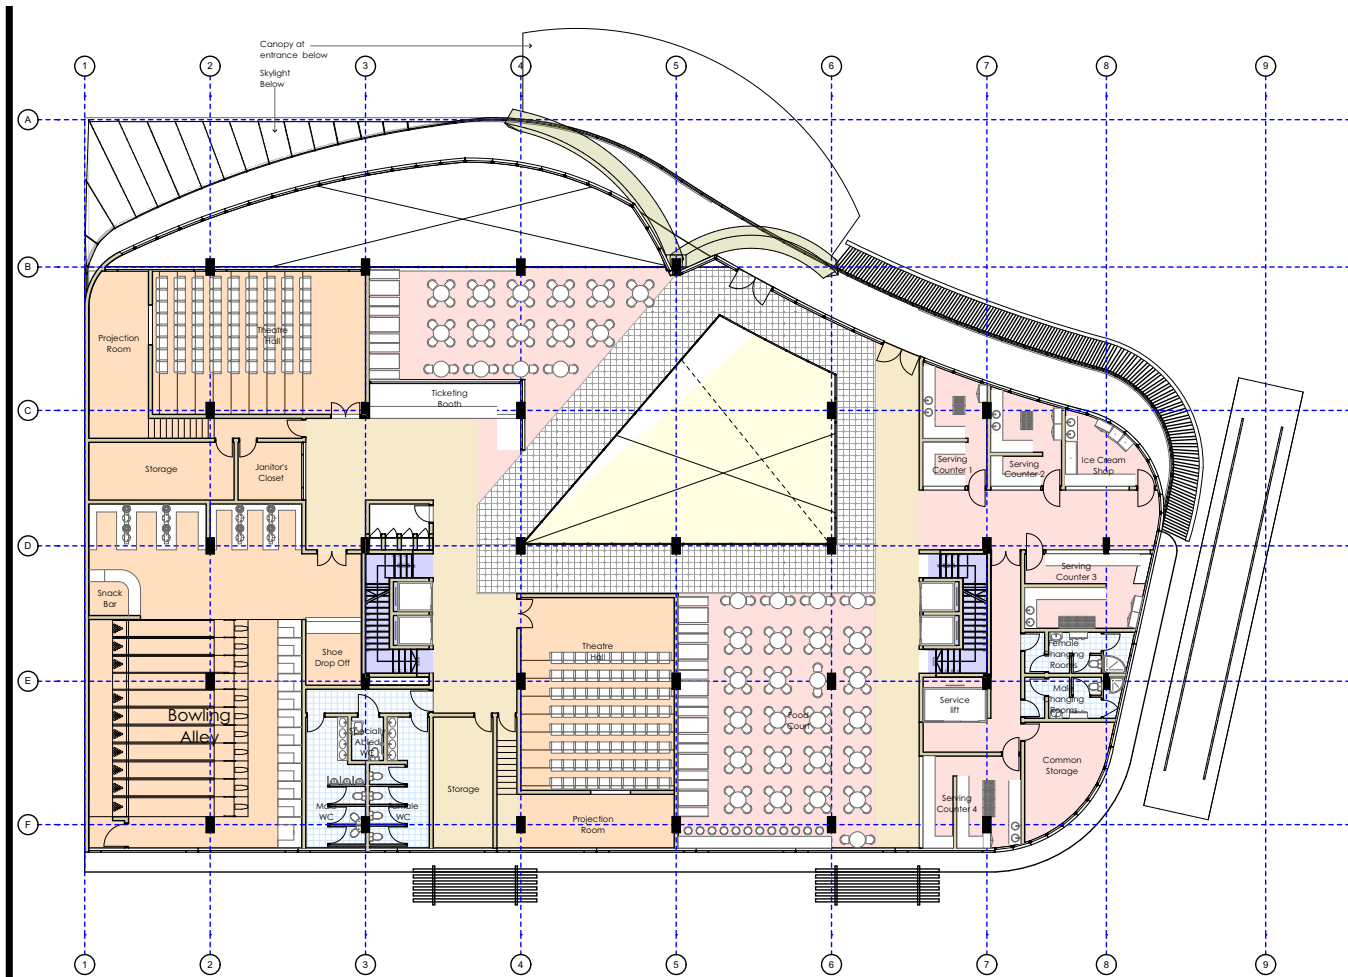 Canopy at
entrance below
Skylight
Below
1
2
3
4
5
6
7
8
9
A
B
Theatre
Hall
Projection
Room
Ticketing
Booth
C
Storage
Janitor's
Closet
Serving
Counter 1
Serving
Counter 2
Ice Cream
Shop
D
Snack
Bar
Serving
Counter 3
Shoe
Drop Off
Theatre
Hall
Female
Changing
Rooms
E
Bowling
Alley
Specially
Abled
WC
Food
Court
Service
lift
Male
Changing
Rooms
Common
Storage
Storage
Male
WC
Female
WC
Serving
Counter 4
F
Projection
Room
1
2
3
4
5
6
7
8
9